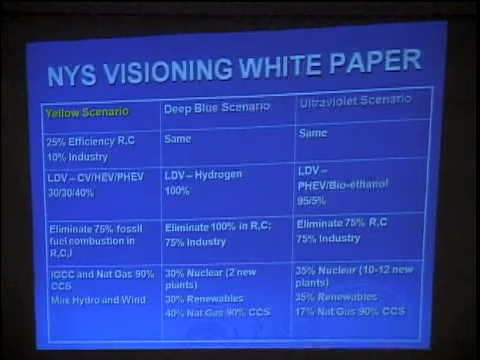 NYS VISIONING WHITE PAPER
Yellow Scenario
Deep Blue Scenario
Ultraviolet Scenario
25% Efficiency R,C
10% Industry
Same
Same
LDV – CV/HEV/PHEV
30/30/40%
LDV – Hydrogen
100%
LDV –
PHEV/Bio-ethanol
95/5%
Eliminate 75% fossil
fuel combustion in
R,C,I
Eliminate 100% in R,C;
75% Industry
Eliminate 75% R,C
75% Industry
IGCC and Nat Gas 90%
CCS
Max Hydro and Wind
30% Nuclear (2 new
plants)
30% Renewables
40% Nat Gas 90% CCS
35% Nuclear (10-12 new
plants)
35% Renewables
17% Nat Gas 90% CCS